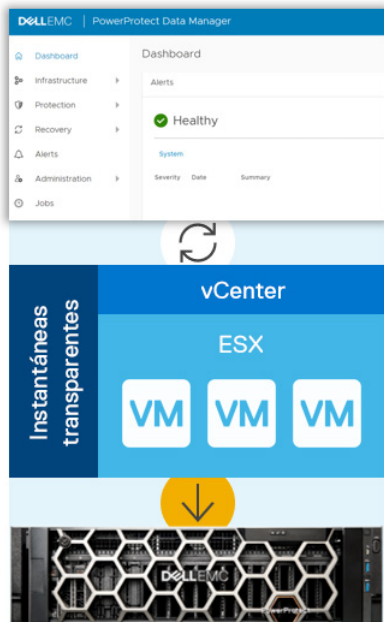 DELLEMC | PowerProtect Data Manager
Dashboard
Infrastructure
Protection
Recovery
Alerts
Administration
Jobs
Dashboard
Alerts
Healthy
System
Severity Date Summary
Instantáneas
transparentes
vCenter
ESX
VM VM VM
DELLEMC
PowerProtect